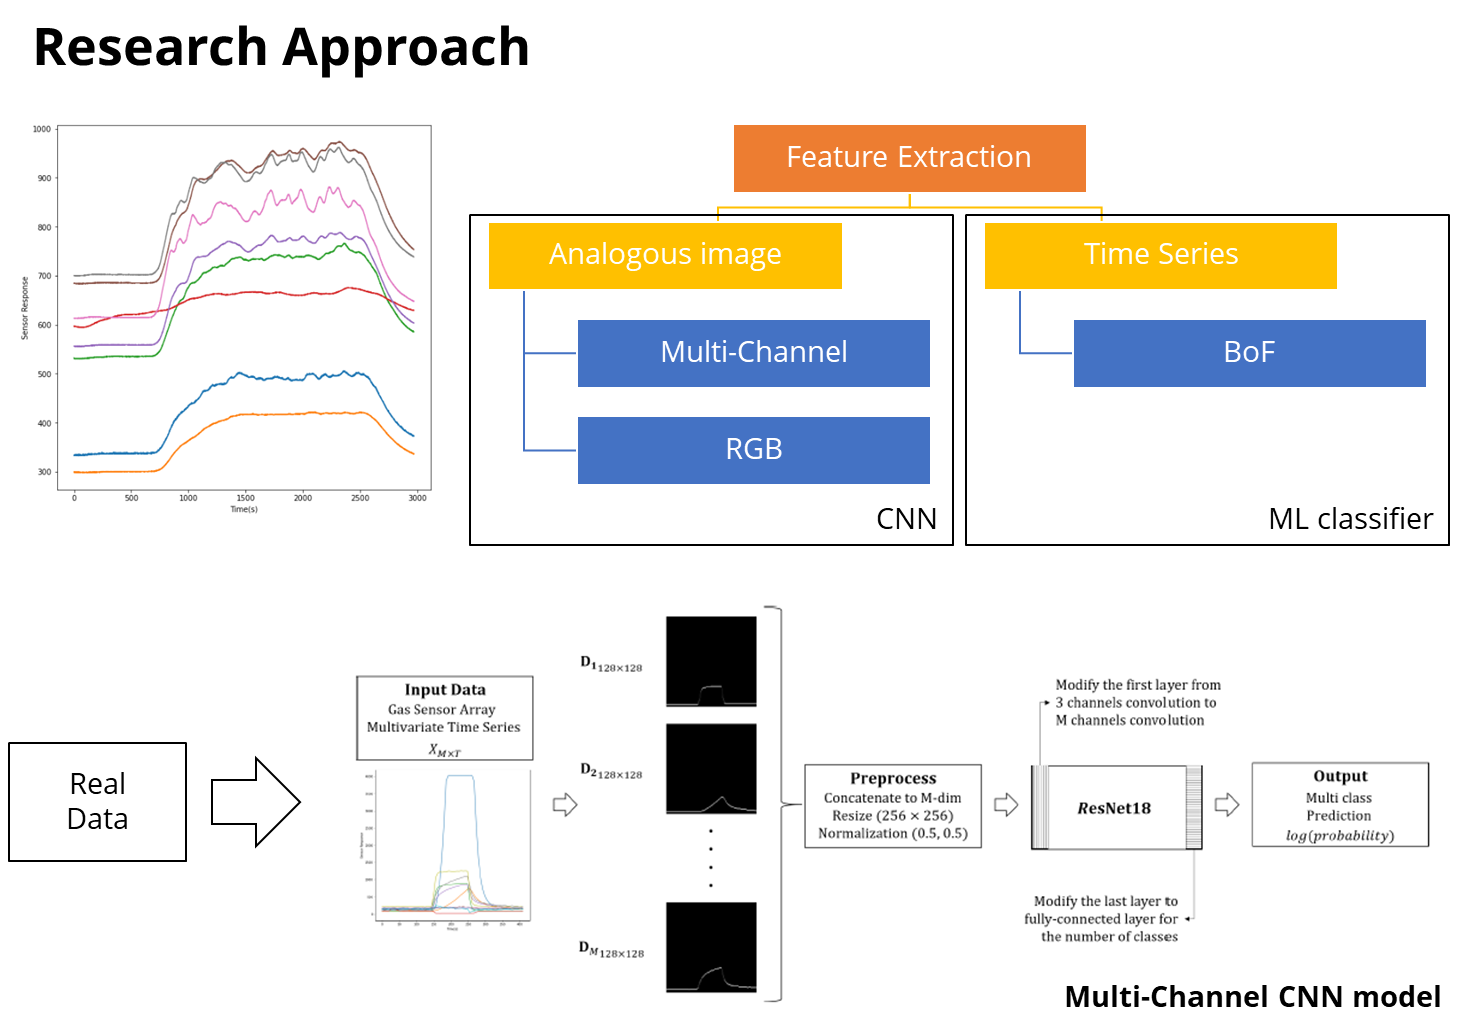 Research Approach
1000
900
800
700
600
500
400
300
Sensor Response
0
500
1000
1500
2000
2500
3000
Time(s)
Feature Extraction
Analogous image
Multi-Channel
RGB
CNN
Time Series
BoF
ML classifier
Real
Data
Input Data
Gas Sensor Array
Multivariate Time Series
X_{M×T}
D_{1 128×128}
D_{2 128×128}
D_{M 128×128}
Preprocess
Concatenate to M-dim
Resize (256 × 256)
Normalization (0.5, 0.5)
Modify the first layer from
3 channels convolution to
M channels convolution
ResNet18
Modify the last layer to
fully-connected layer for
the number of classes
Output
Multi class
Prediction
log(probability)
Multi-Channel CNN model